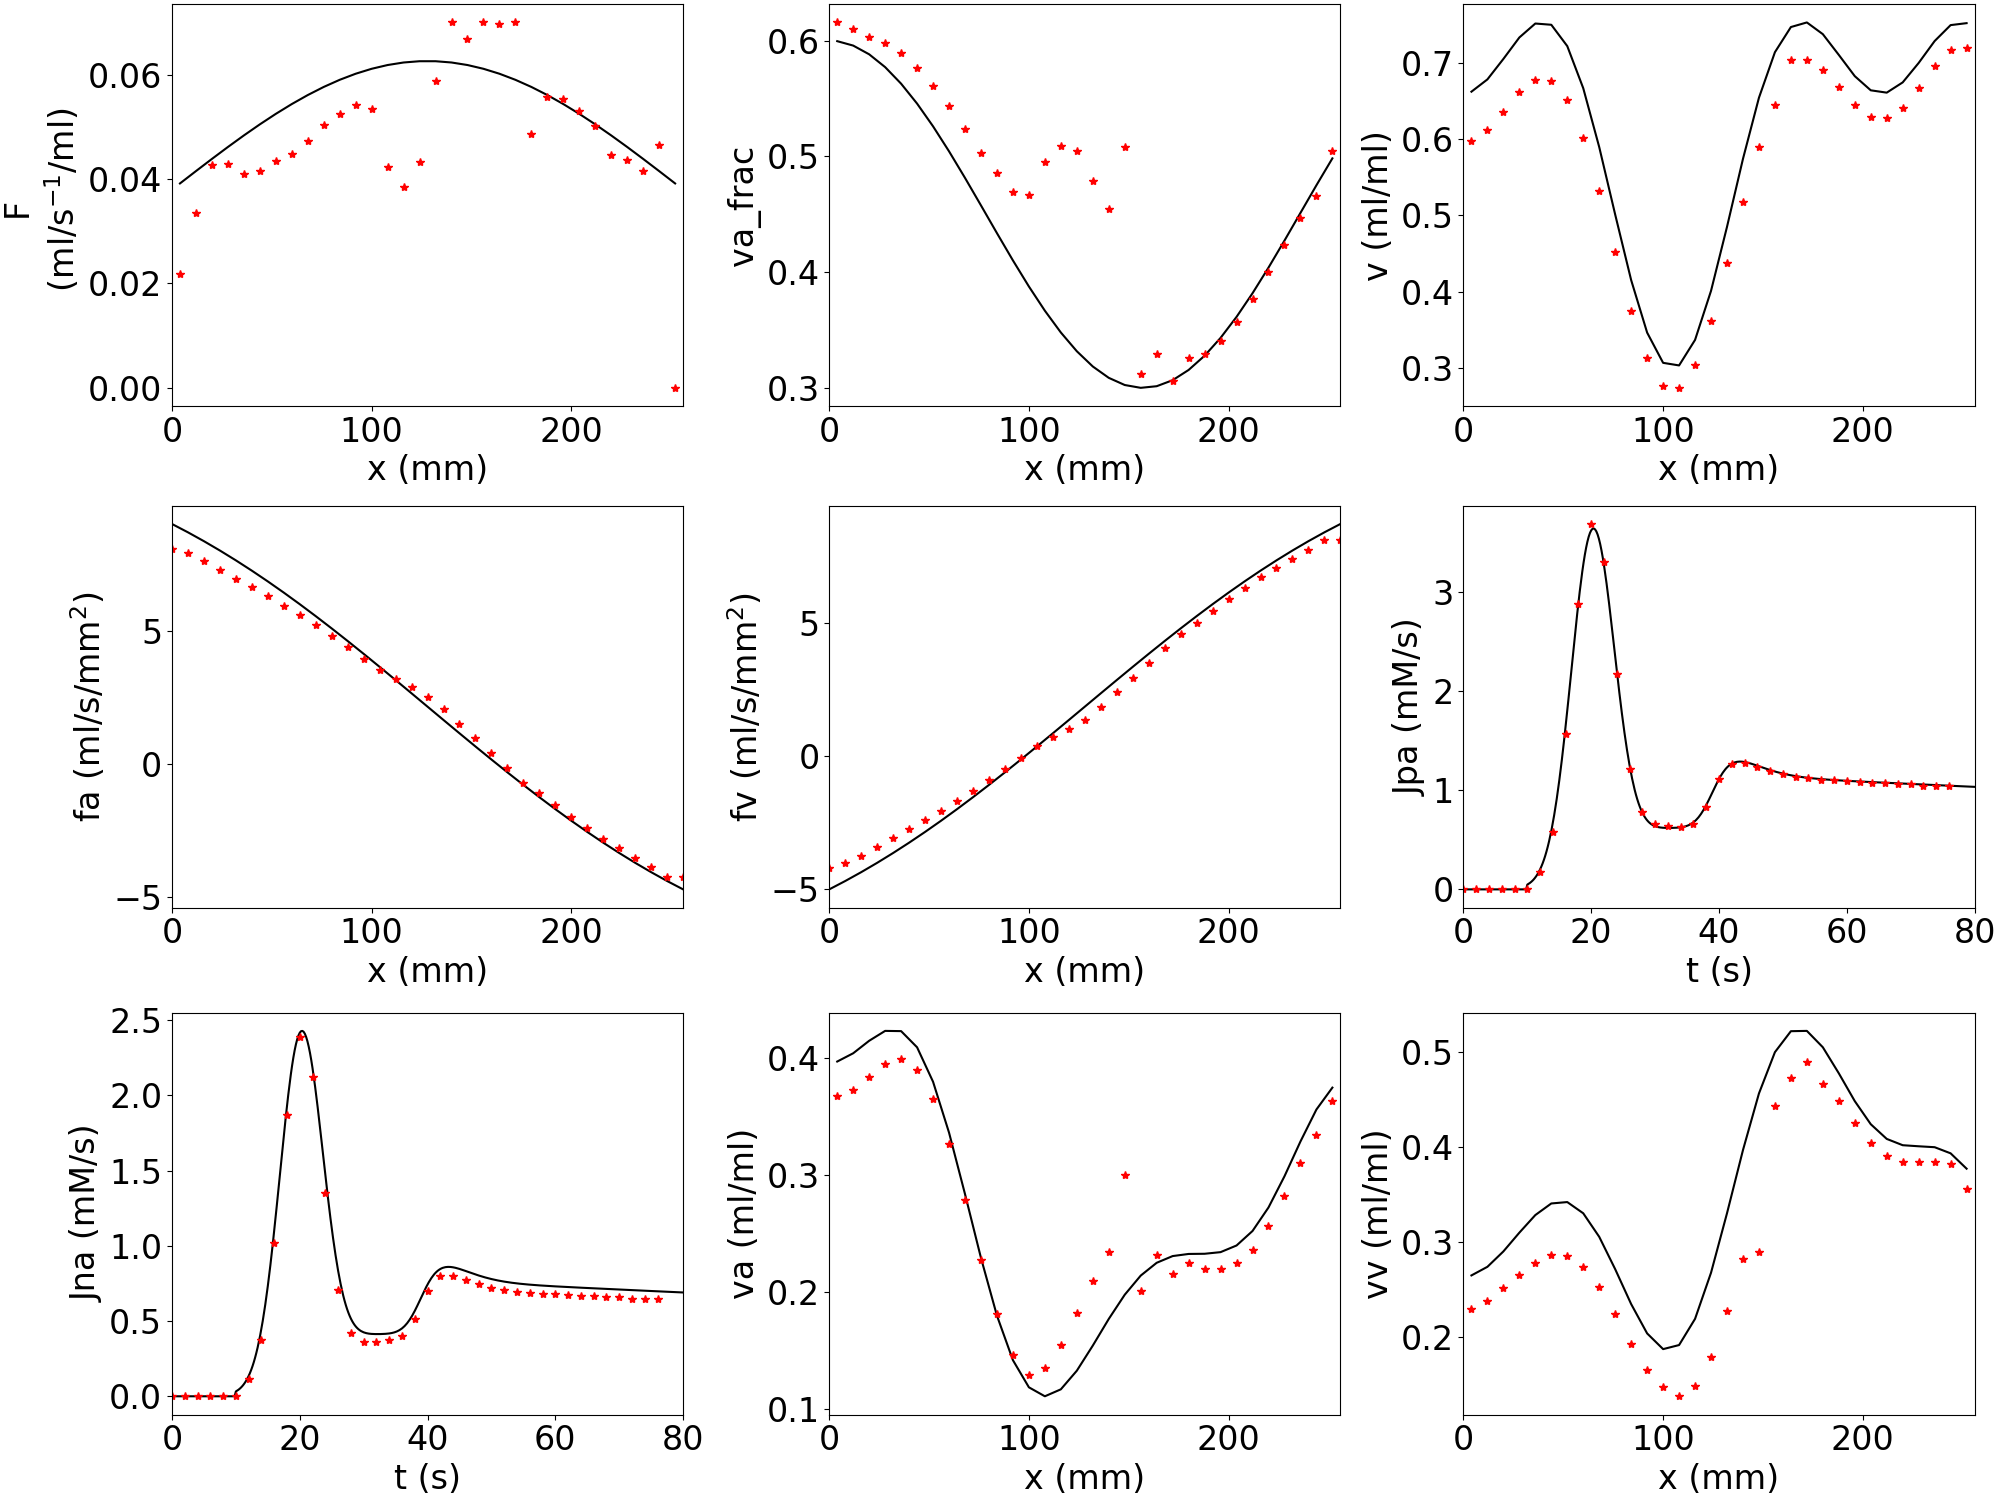 F
(ml/s⁻¹/ml)
0.06
0.04
0.02
0.00
0 100 200
x (mm)
va_frac
0.6
0.5
0.4
0.3
0 100 200
x (mm)
v (ml/ml)
0.7
0.6
0.5
0.4
0.3
0 100 200
x (mm)
fa (ml/s/mm²)
5
0
−5
0 100 200
x (mm)
fv (ml/s/mm²)
5
0
−5
0 100 200
x (mm)
Jpa (mM/s)
3
2
1
0
0 20 40 60 80
t (s)
Jna (mM/s)
2.5
2.0
1.5
1.0
0.5
0.0
0 20 40 60 80
t (s)
va (ml/ml)
0.4
0.3
0.2
0.1
0 100 200
x (mm)
vv (ml/ml)
0.5
0.4
0.3
0.2
0 100 200
x (mm)